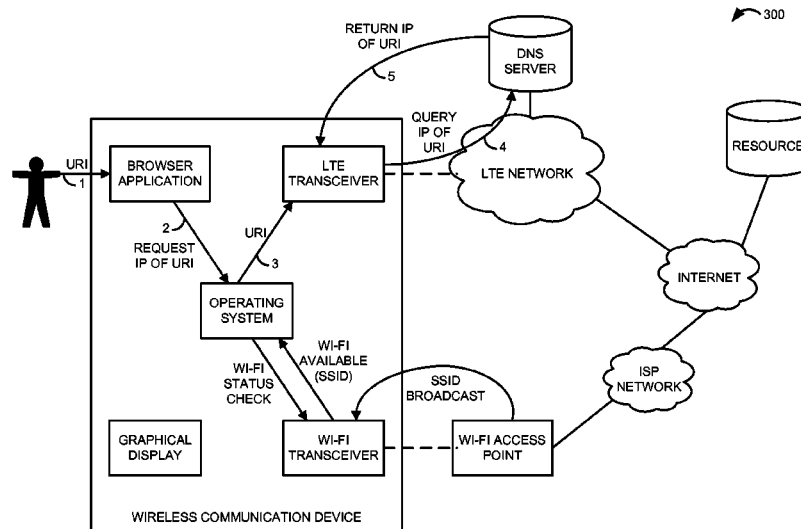 300
RETURN IP
OF URI
5
DNS
SERVER
QUERY
IP OF
URI
4
RESOURCE
URI
1
BROWSER
APPLICATION
LTE
TRANSCEIVER
LTE NETWORK
2
REQUEST
IP OF URI
URI
3
INTERNET
OPERATING
SYSTEM
WI-FI
AVAILABLE
(SSID)
WI-FI
STATUS
CHECK
SSID
BROADCAST
ISP
NETWORK
GRAPHICAL
DISPLAY
WI-FI
TRANSCEIVER
WI-FI ACCESS
POINT
WIRELESS COMMUNICATION DEVICE